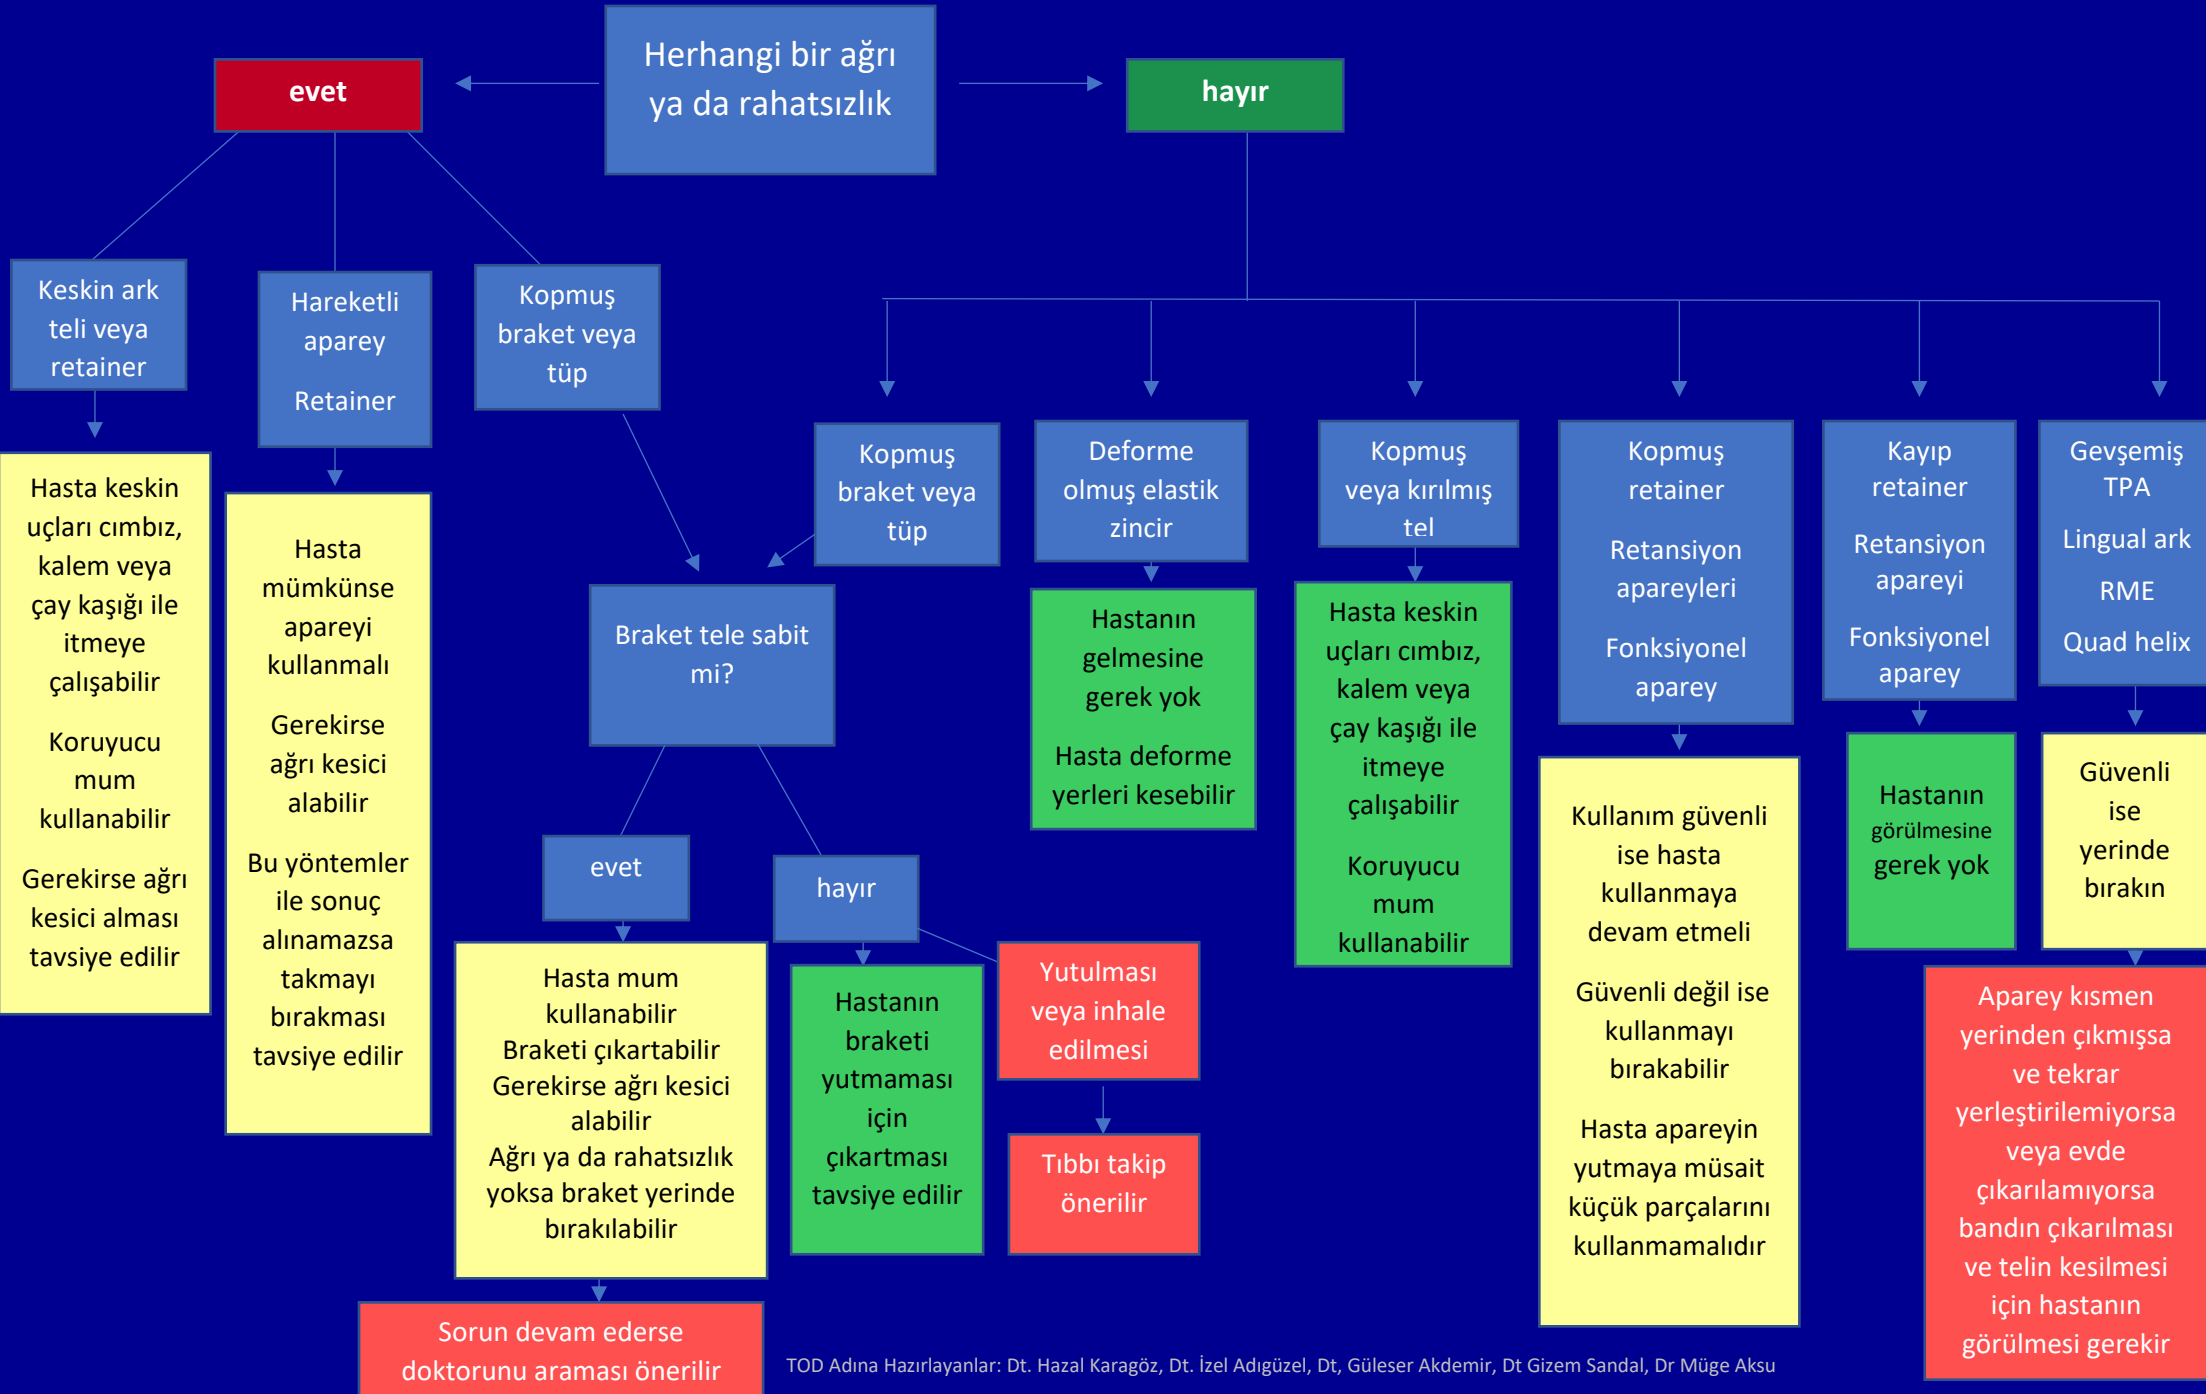 Herhangi bir ağrı
ya da rahatsızlık
evet
hayır
Keskin ark
teli veya
retainer
Hareketli
aparey
Retainer
Kopmuş
braket veya
tüp
Hasta keskin
uçları cımbız,
kalem veya
çay kaşığı ile
itmeye
çalışabilir
Koruyucu
mum
kullanabilir
Gerekirse ağrı
kesici alması
tavsiye edilir
Hasta
mümkünse
apareyi
kullanmalı
Gerekirse
ağrı kesici
alabilir
Bu yöntemler
ile sonuç
alınamazsa
takmayı
bırakması
tavsiye edilir
Kopmuş
braket veya
tüp
Braket tele sabit
mi?
evet
hayır
Hasta mum
kullanabilir
Braketi çıkartabilir
Gerekirse ağrı kesici
alabilir
Ağrı ya da rahatsızlık
yoksa braket yerinde
bırakılabilir
Sorun devam ederse
doktorunu araması önerilir
Hastanın
braketi
yutmaması
için
çıkartması
tavsiye edilir
Yutulması
veya inhale
edilmesi
Tıbbı takip
önerilir
Deforme
olmuş elastik
zincir
Hastanın
gelmesine
gerek yok
Hasta deforme
yerleri kesebilir
Kopmuş
veya kırılmış
tel
Hasta keskin
uçları cımbız,
kalem veya
çay kaşığı ile
itmeye
çalışabilir
Koruyucu
mum
kullanabilir
Kopmuş
retainer
Retansiyon
apareyleri
Fonksiyonel
aparey
Kullanım güvenli
ise hasta
kullanmaya
devam etmeli
Güvenli değil ise
kullanmayı
bırakabilir
Hasta apareyin
yutmaya müsait
küçük parçalarını
kullanmamalıdır
Kayıp
retainer
Retansiyon
apareyi
Fonksiyonel
aparey
Hastanın
görülmesine
gerek yok
Gevşemiş
TPA
Lingual ark
RME
Quad helix
Güvenli
ise
yerinde
bırakın
Aparey kısmen
yerinden çıkmışsa
ve tekrar
yerleştirilemiyorsa
veya evde
çıkarılamıyorsa
bandın çıkarılması
ve telin kesilmesi
için hastanın
görülmesi gerekir
TOD Adına Hazırlayanlar: Dt. Hazal Karagöz, Dt. İzel Adıgüzel, Dt, Güleser Akdemir, Dt Gizem Sandal, Dr Müge Aksu